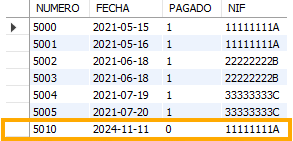 NUMERO FECHA PAGADO NIF
5000 2021-05-15 1 11111111A
5001 2021-05-16 1 11111111A
5002 2021-06-18 1 22222222B
5003 2021-06-18 1 22222222B
5004 2021-07-19 1 33333333C
5005 2021-07-20 1 33333333C
5010 2024-11-11 0 11111111A